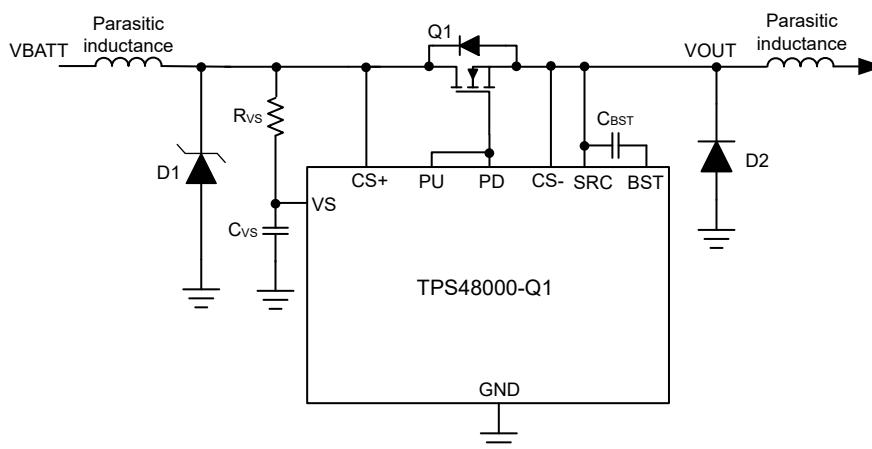 Parasitic
inductance
VBATT
Q1
VOUT
Parasitic
inductance
RVS
CBST
D1
CS+
PU
PD
CS-
SRC
BST
D2
VS
CVS
TPS48000-Q1
GND